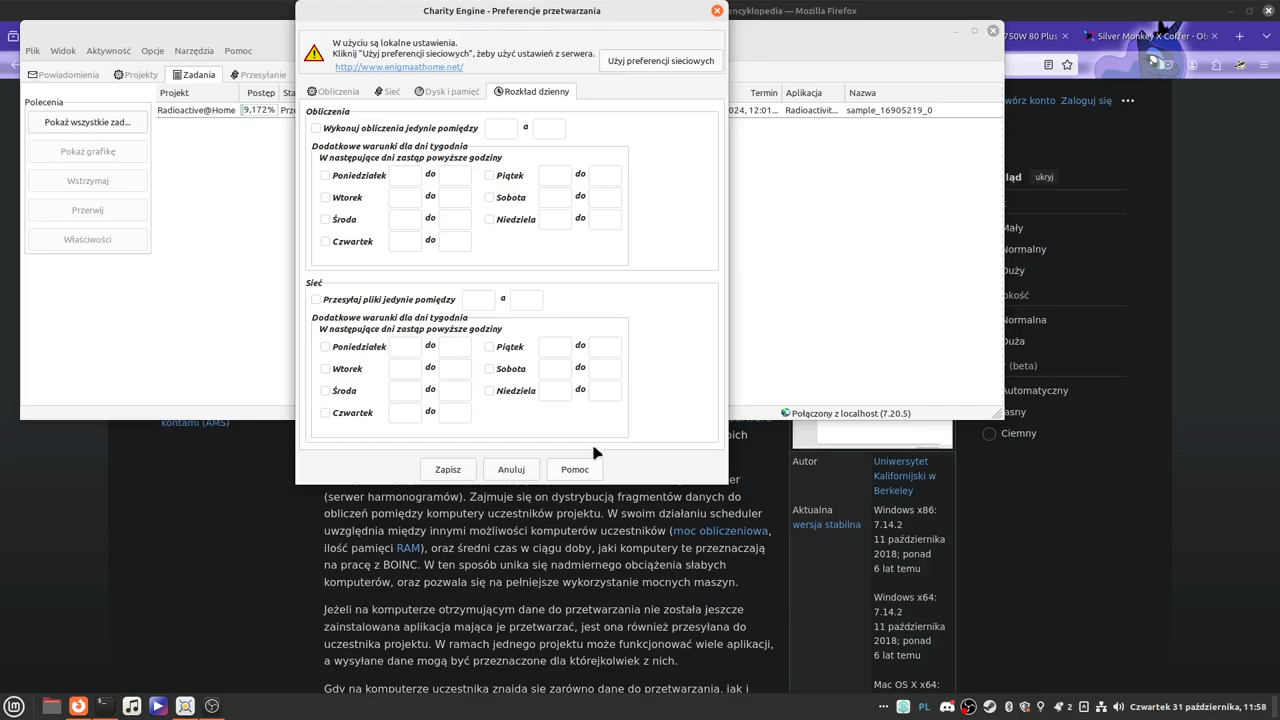 Charity Engine - Preferencje przetwarzania
encyklopedia — Mozilla Firefox
W użyciu są lokalne ustawienia.
Kliknij "Użyj preferencji sieciowych", żeby użyć ustawień z serwera.
http://www.enigmaathome.net/
Użyj preferencji sieciowych
750W 80 Plus
Silver Monkey X Cozzer - Ob
Plik Widok Aktywność Opcje Narzędzia Pomoc
Powiadomienia Projekty Zadania Przesyłanie
Obliczenia Sieć Dysk i pamięć Rozkład dzienny
Polecenia
Projekt Postęp Termin Aplikacja Nazwa
Radioactive@Home 9,172% 2024, 12:01... Radioactivit... sample_16905219_0
Pokaż wszystkie zad...
Pokaż grafikę
Wstrzymaj
Przerwij
Właściwości
Obliczenia
Wykonuj obliczenia jedynie pomiędzy a
Dodatkowe warunki dla dni tygodnia
W następujące dni zastąp powyższe godziny
Poniedziałek do Piątek do
Wtorek do Sobota do
Środa do Niedziela do
Czwartek do
Sieć
Przesyłaj pliki jedynie pomiędzy a
Dodatkowe warunki dla dni tygodnia
W następujące dni zastąp powyższe godziny
Poniedziałek do Piątek do
Wtorek do Sobota do
Środa do Niedziela do
Czwartek do
Zapisz Anuluj Pomoc
Połączony z localhost (7.20.5)
Zaloguj się
ukryj
Mały
Normalny
Duży
Normalna
Duża
(beta)
Automatyczny
Jasny
Ciemny
kontami (AMS)
(serwer harmonogramów). Zajmuje się on dystrybucją fragmentów danych do
obliczeń pomiędzy komputery uczestników projektu. W swoim działaniu scheduler
uwzględnia między innymi możliwości komputerów uczestników (moc obliczeniowa,
ilość pamięci RAM), oraz średni czas w ciągu doby, jaki komputery te przeznaczają
na pracę z BOINC. W ten sposób unika się nadmiernego obciążenia słabych
komputerów, oraz pozwala się na pełniejsze wykorzystanie mocnych maszyn.
Jeżeli na komputerze otrzymującym dane do przetwarzania nie została jeszcze
zainstalowana aplikacja mająca je przetwarzać, jest ona również przesyłana do
uczestnika projektu. W ramach jednego projektu może funkcjonować wiele aplikacji,
a wysyłane dane mogą być przeznaczone dla którejkolwiek z nich.
Gdy na komputerze uczestnika znajdą się zarówno dane do przetwarzania, jak i
Autor Uniwersytet
Kalifornijski w
Berkeley
Aktualna
wersja stabilna
Windows x86:
7.14.2
11 października
2018; ponad
6 lat temu
Windows x64:
7.14.2
11 października
2018; ponad
6 lat temu
Mac OS X x64:
PL 2 Czwartek 31 października, 11:58